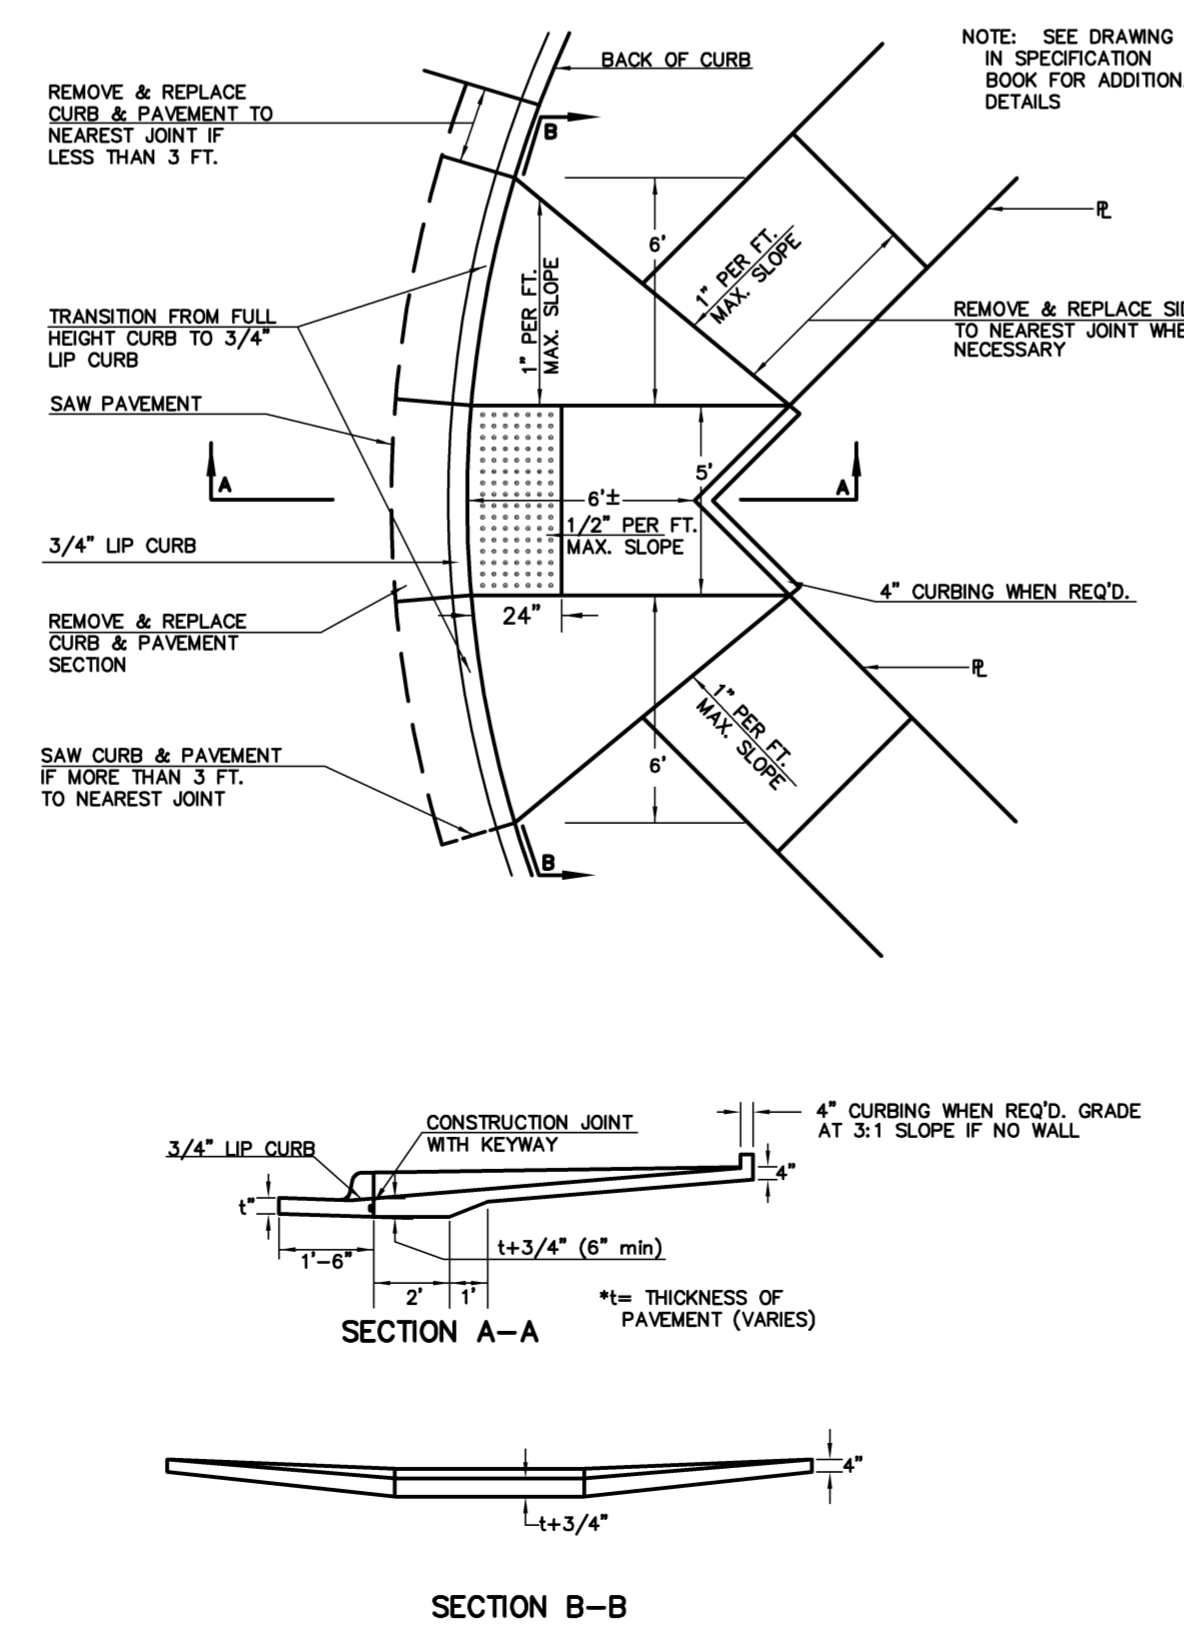 NOTE: SEE DRAWING
IN SPECIFICATION
BOOK FOR
DETAILS
BACK OF CURB
REMOVE & REPLACE
CURB & PAVEMENT TO
NEAREST JOINT IF
LESS THAN 3 FT.
B
6'
1" PER FT.
MAX. SLOPE
1" PER FT.
MAX. SLOPE
PL
TRANSITION FROM FULL
HEIGHT CURB TO 3/4"
LIP CURB
REMOVE & REPLACE
TO NEAREST JOINT
NECESSARY
SAW PAVEMENT
A
5'
A
6'±
1/2" PER FT.
MAX. SLOPE
3/4" LIP CURB
4" CURBING WHEN REQ'D.
24"
REMOVE & REPLACE
CURB & PAVEMENT
SECTION
PL
1" PER FT.
MAX. SLOPE
6'
SAW CURB & PAVEMENT
IF MORE THAN 3 FT.
TO NEAREST JOINT
B
4" CURBING WHEN REQ'D. GRADE
AT 3:1 SLOPE IF NO WALL
CONSTRUCTION JOINT
WITH KEYWAY
3/4" LIP CURB
4"
t"
1'-6"
t+3/4" (6" min)
2'
1'
*t= THICKNESS OF
PAVEMENT (VARIES)
SECTION A-A
4"
t+3/4"
SECTION B-B